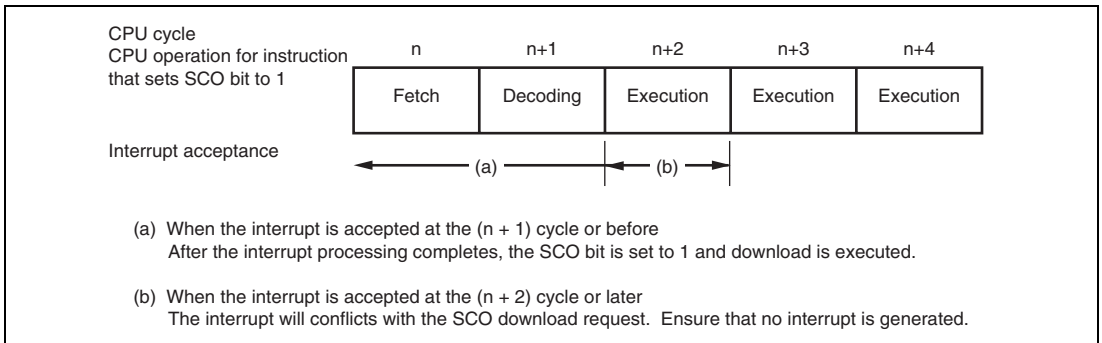 CPU cycle
CPU operation for instruction
that sets SCO bit to 1
n n+1 n+2 n+3 n+4
Fetch Decoding Execution Execution Execution
Interrupt acceptance
(a) (b)
(a) When the interrupt is accepted at the (n + 1) cycle or before
After the interrupt processing completes, the SCO bit is set to 1 and download is executed.
(b) When the interrupt is accepted at the (n + 2) cycle or later
The interrupt will conflicts with the SCO download request. Ensure that no interrupt is generated.